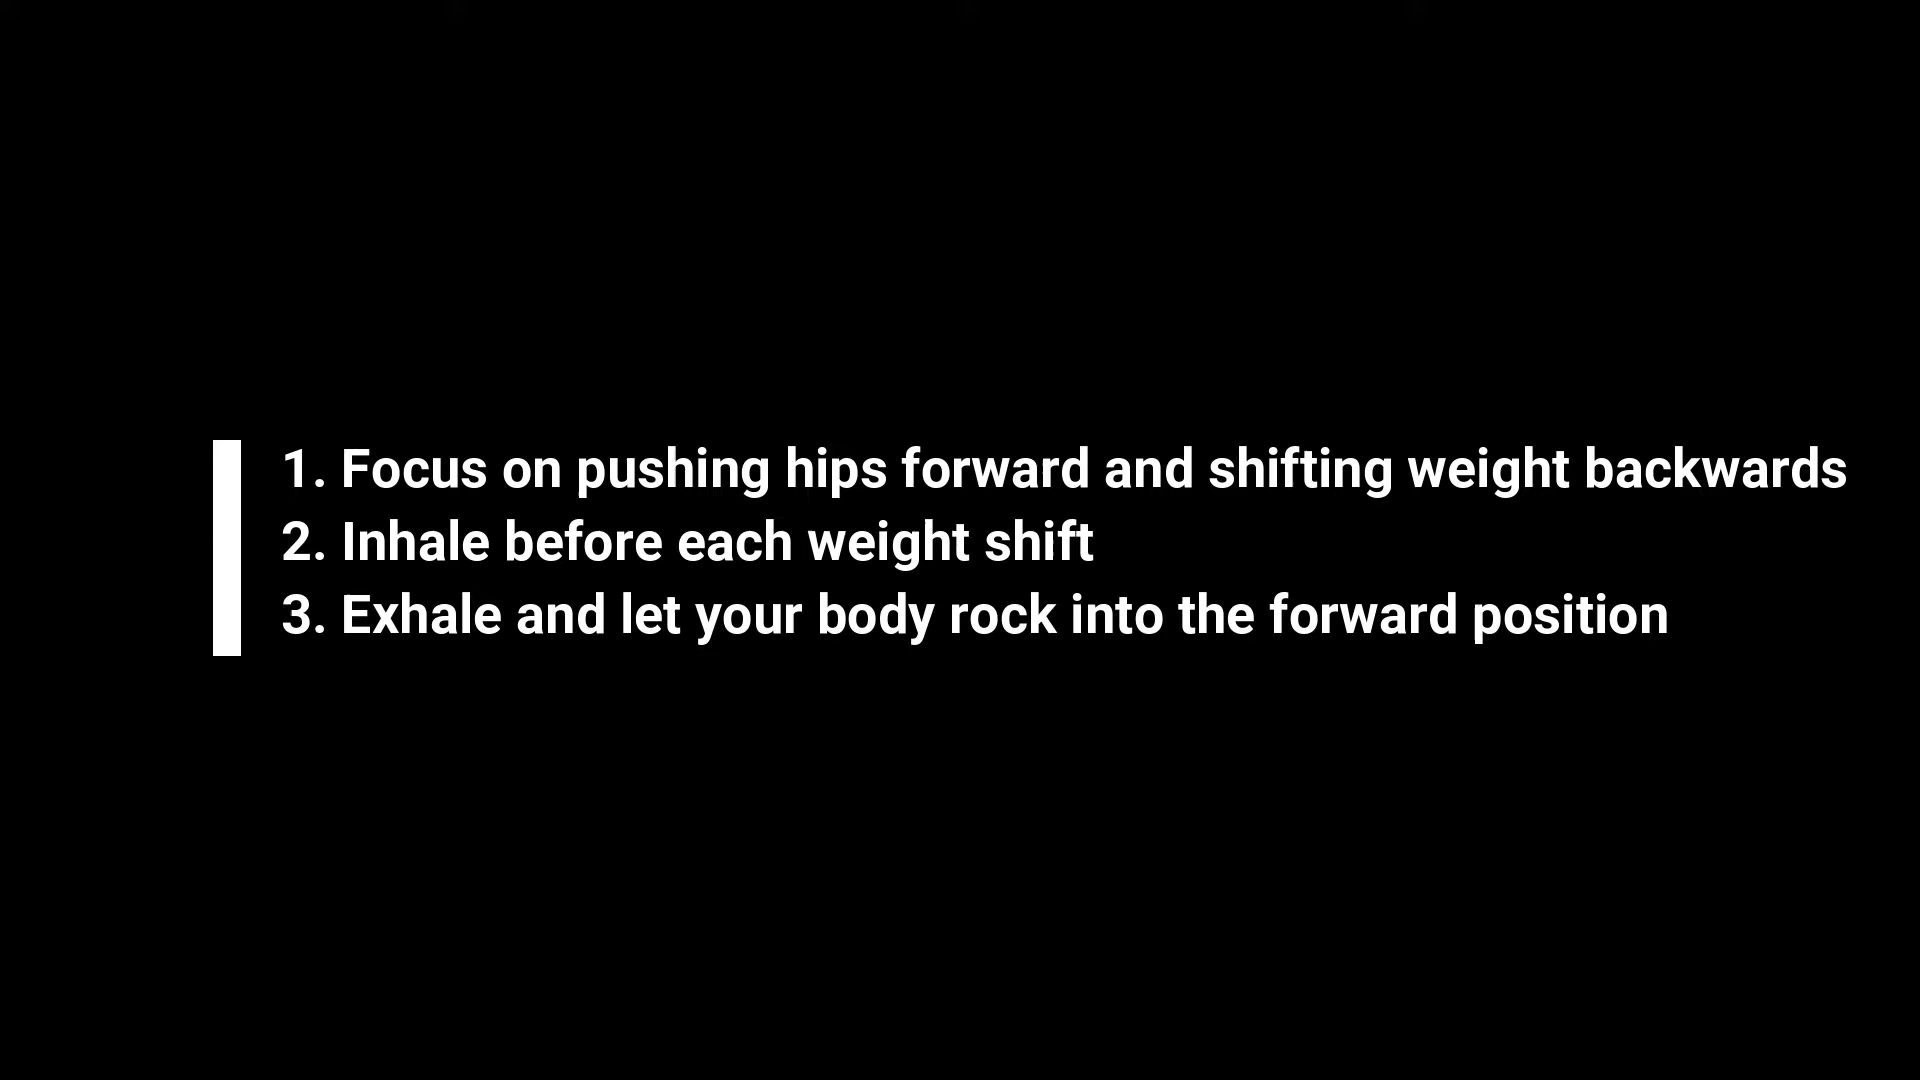 1. Focus on pushing hips forward and shifting weight backwards
2. Inhale before each weight shift
3. Exhale and let your body rock into the forward position